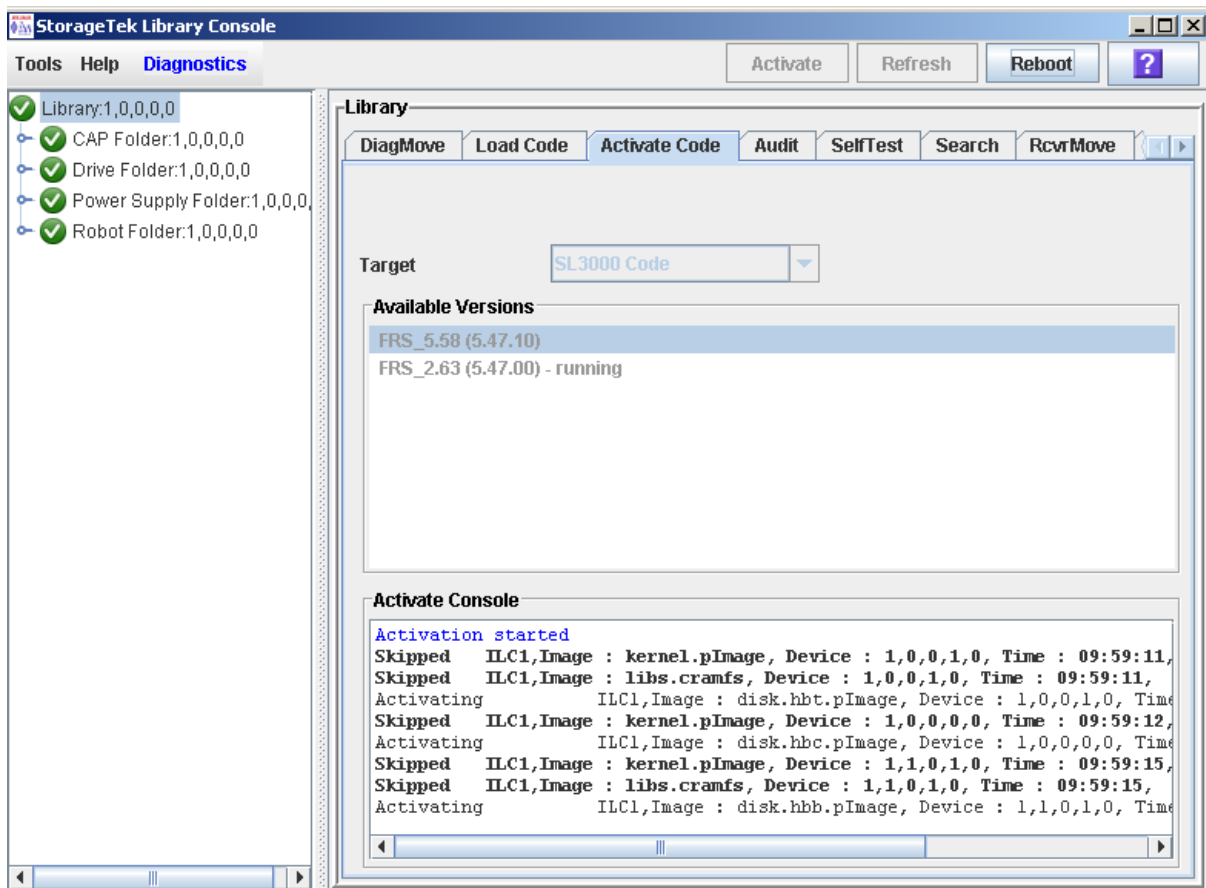 StorageTek Library Console
Tools Help Diagnostics Activate Refresh Reboot ?
Library:1,0,0,0,0
CAP Folder:1,0,0,0,0
Drive Folder:1,0,0,0,0
Power Supply Folder:1,0,0,0,
Robot Folder:1,0,0,0,0
Library
DiagMove Load Code Activate Code Audit SelfTest Search RcvrMove
Target SL3000 Code
Available Versions
FRS_5.58 (5.47.10)
FRS_2.63 (5.47.00) - running
Activate Console
Activation started
Skipped ILC1,Image : kernel.pImage, Device : 1,0,0,1,0, Time : 09:59:11,
Skipped ILC1,Image : libs.cramfs, Device : 1,0,0,1,0, Time : 09:59:11,
Activating ILC1,Image : disk.hbt.pImage, Device : 1,0,0,1,0, Time
Skipped ILC1,Image : kernel.pImage, Device : 1,0,0,0,0, Time : 09:59:12,
Activating ILC1,Image : disk.hbc.pImage, Device : 1,0,0,0,0, Time
Skipped ILC1,Image : kernel.pImage, Device : 1,1,0,1,0, Time : 09:59:15,
Skipped ILC1,Image : libs.cramfs, Device : 1,1,0,1,0, Time : 09:59:15,
Activating ILC1,Image : disk.hbb.pImage, Device : 1,1,0,1,0, Time